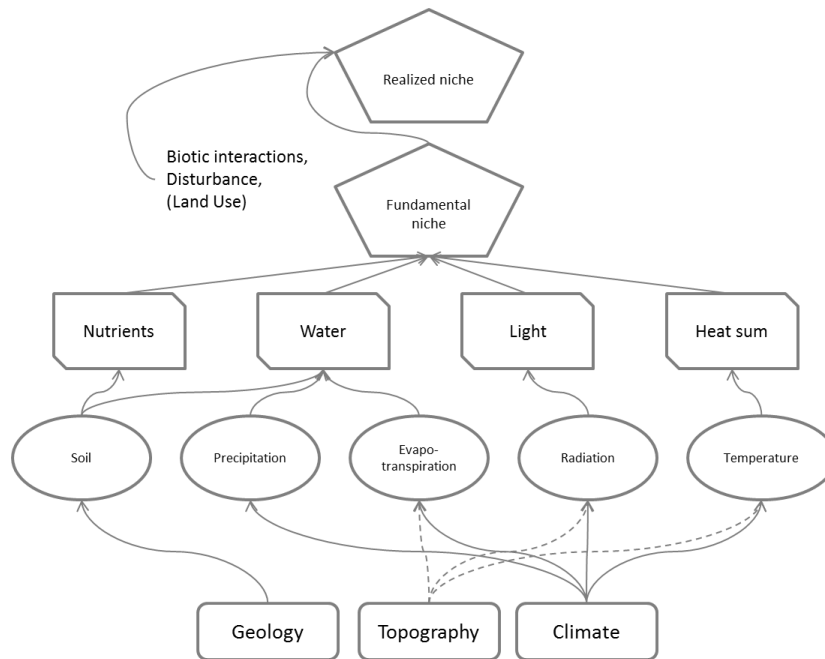 Realized niche
Biotic interactions,
Disturbance,
(Land Use)
Fundamental
niche
Nutrients
Water
Light
Heat sum
Soil
Precipitation
Evapo-
transpiration
Radiation
Temperature
Geology
Topography
Climate